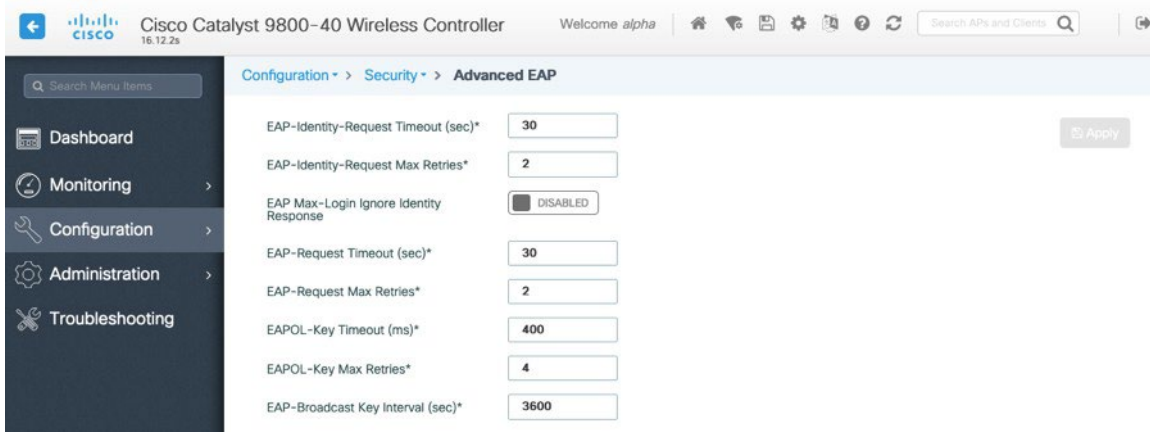 CISCO
Cisco Catalyst 9800-40 Wireless Controller
16.12.2s
Welcome alpha
Search APs and Clients
Search Menu Items
Dashboard
Monitoring
Configuration
Administration
Troubleshooting
Configuration > Security > Advanced EAP
Apply
EAP-Identity-Request Timeout (sec)* 30
EAP-Identity-Request Max Retries* 2
EAP Max-Login Ignore Identity
Response
DISABLED
EAP-Request Timeout (sec)* 30
EAP-Request Max Retries* 2
EAPOL-Key Timeout (ms)* 400
EAPOL-Key Max Retries* 4
EAP-Broadcast Key Interval (sec)* 3600